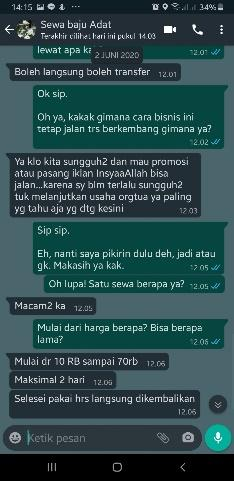 14:15
34%
Sewa baju Adat
Terakhir dilihat hari ini pukul 14.03
lewat apa ka
12.01
2 JUNI 2020
Boleh langsung boleh transfer 12.01
Ok sip.
Oh ya, kakak gimana cara bisnis ini
tetap jalan trs berkembang gimana ya?
12.02
Ya klo kita sungguh2 dan mau promosi
atau pasang iklan InsyaaAllah bisa
jalan...karena sy blm terlalu sungguh2
tuk melanjutkan usaha orgtua ya paling
yg tahu aja yg dtg kesini 12.03
Sip sip.
Eh, nanti saya pikirin dulu deh, jadi atau
gk. Makasih ya kak. 12.05
Oh lupa! Satu sewa berapa ya? 12.05
Macam2 ka 12.05
Mulai dari harga berapa? Bisa berapa
lama? 12.06
Mulai dr 10 RB sampai 70rb 12.06
Maksimal 2 hari 12.06
Selesei pakai hrs langsung dikembalikan
12.06
Ketik pesan